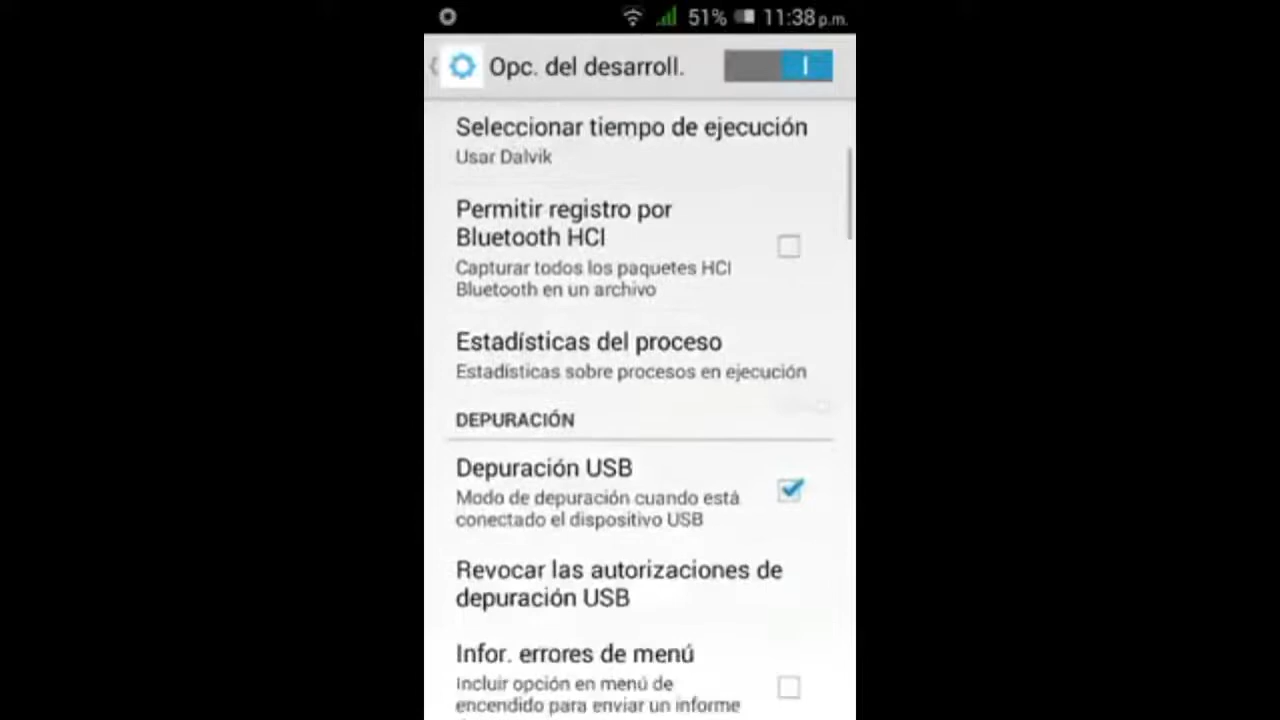 51% 11:38 p.m.
Opc. del desarroll.
Seleccionar tiempo de ejecución
Usar Dalvik
Permitir registro por
Bluetooth HCI
Capturar todos los paquetes HCI
Bluetooth en un archivo
Estadísticas del proceso
Estadísticas sobre procesos en ejecución
DEPURACIÓN
Depuración USB
Modo de depuración cuando está
conectado el dispositivo USB
Revocar las autorizaciones de
depuración USB
Infor. errores de menú
Incluir opción en menú de
encendido para enviar un informe